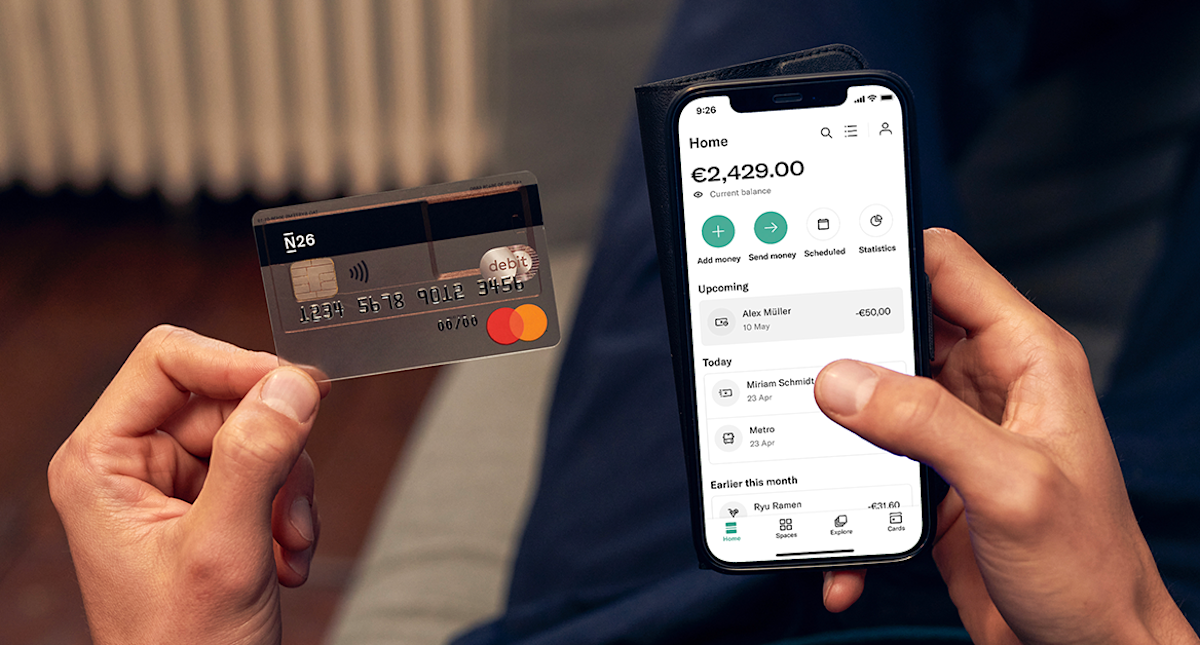 N26
debit
1234 5678 9012 3456
00/00
9:26
Home
€2,429.00
Current balance
Add money
Send money
Scheduled
Statistics
Upcoming
Alex Müller
-€50,00
10 May
Today
Miriam Schmidt
23 Apr
Metro
23 Apr
Earlier this month
Ryu Ramen
-€31.60
Home
Spaces
Explore
Cards